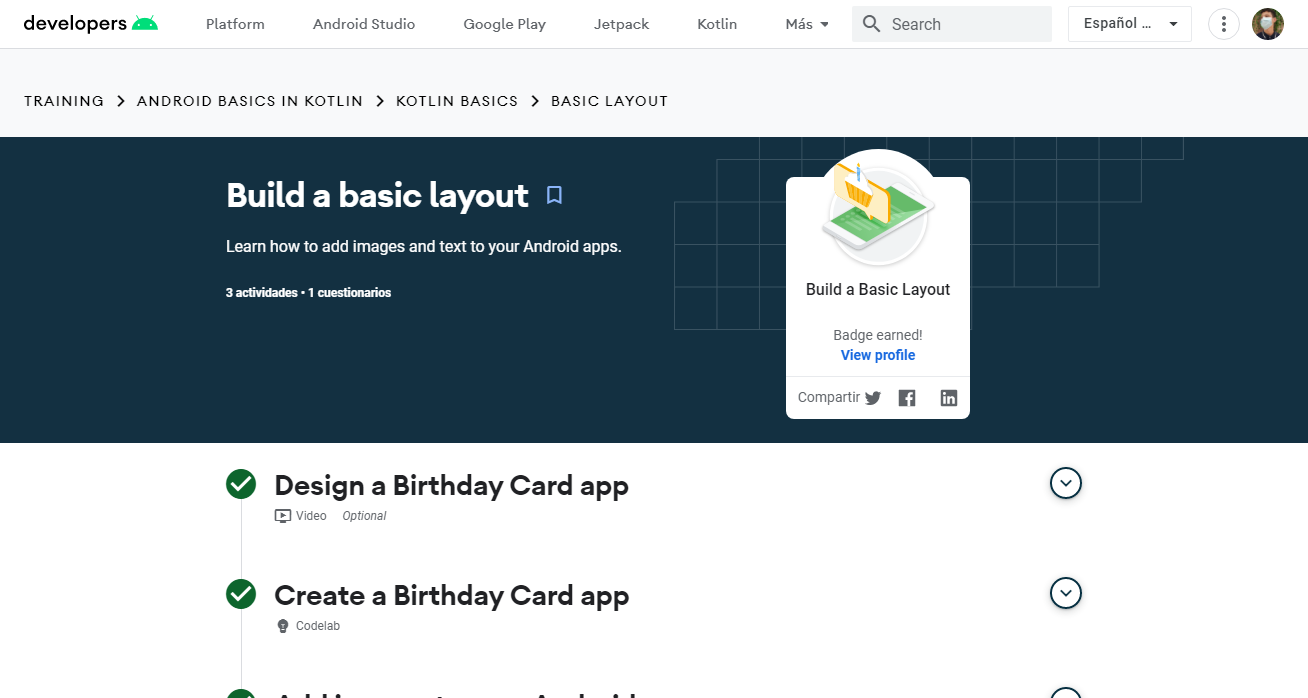 developers
Platform
Android Studio
Google Play
Jetpack
Kotlin
Más
Search
Español ...
TRAINING
ANDROID BASICS IN KOTLIN
KOTLIN BASICS
BASIC LAYOUT
Build a basic layout
Learn how to add images and text to your Android apps.
3 actividades • 1 cuestionarios
Build a Basic Layout
Badge earned!
View profile
Compartir
Design a Birthday Card app
Video Optional
Create a Birthday Card app
Codelab